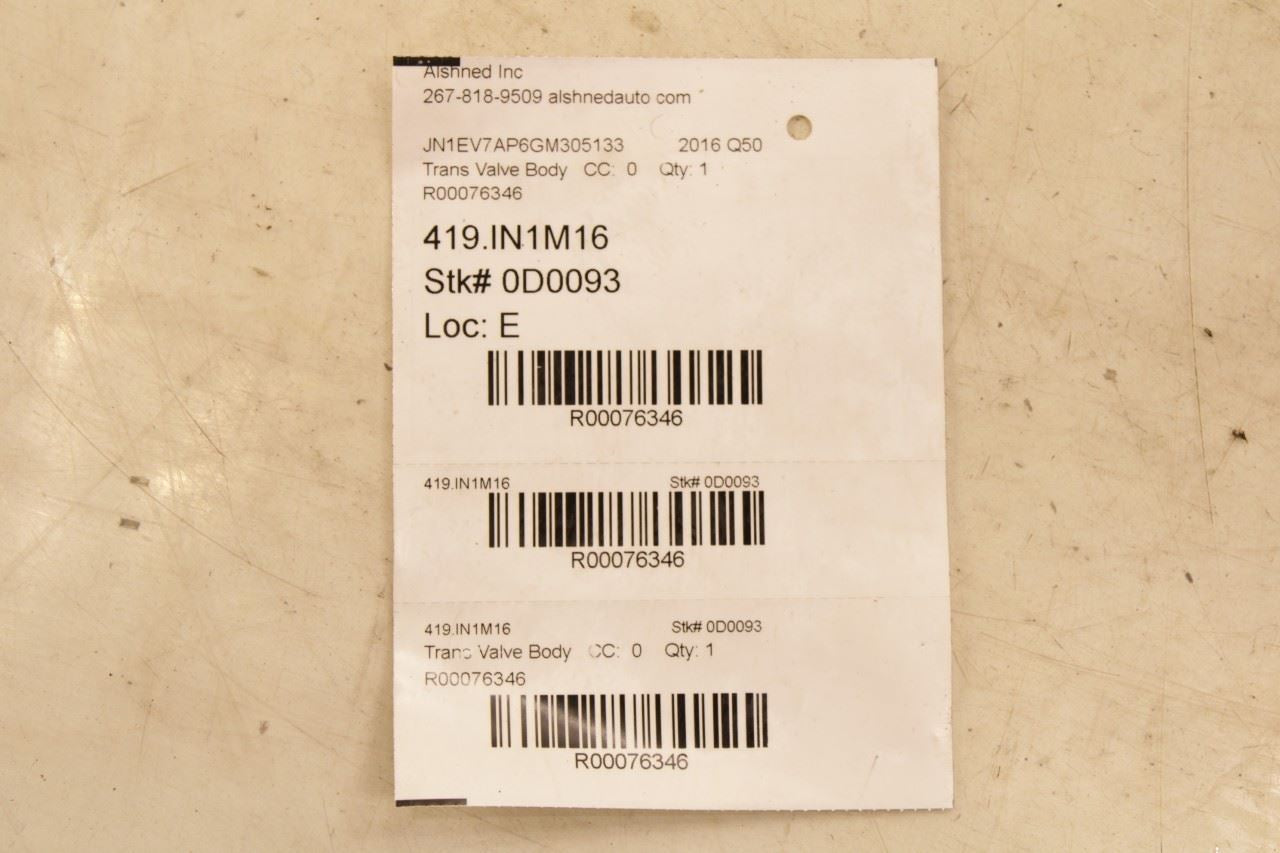 Alshned Inc
267-818-9509 alshnedauto com
JN1EV7AP6GM305133 2016 Q50
Trans Valve Body CC: 0 Qty: 1
R00076346
419.IN1M16
Stk# 0D0093
Loc: E
R00076346
419.IN1M16 Stk# 0D0093
R00076346
419.IN1M16 Stk# 0D0093
Trans Valve Body CC: 0 Qty: 1
R00076346
R00076346